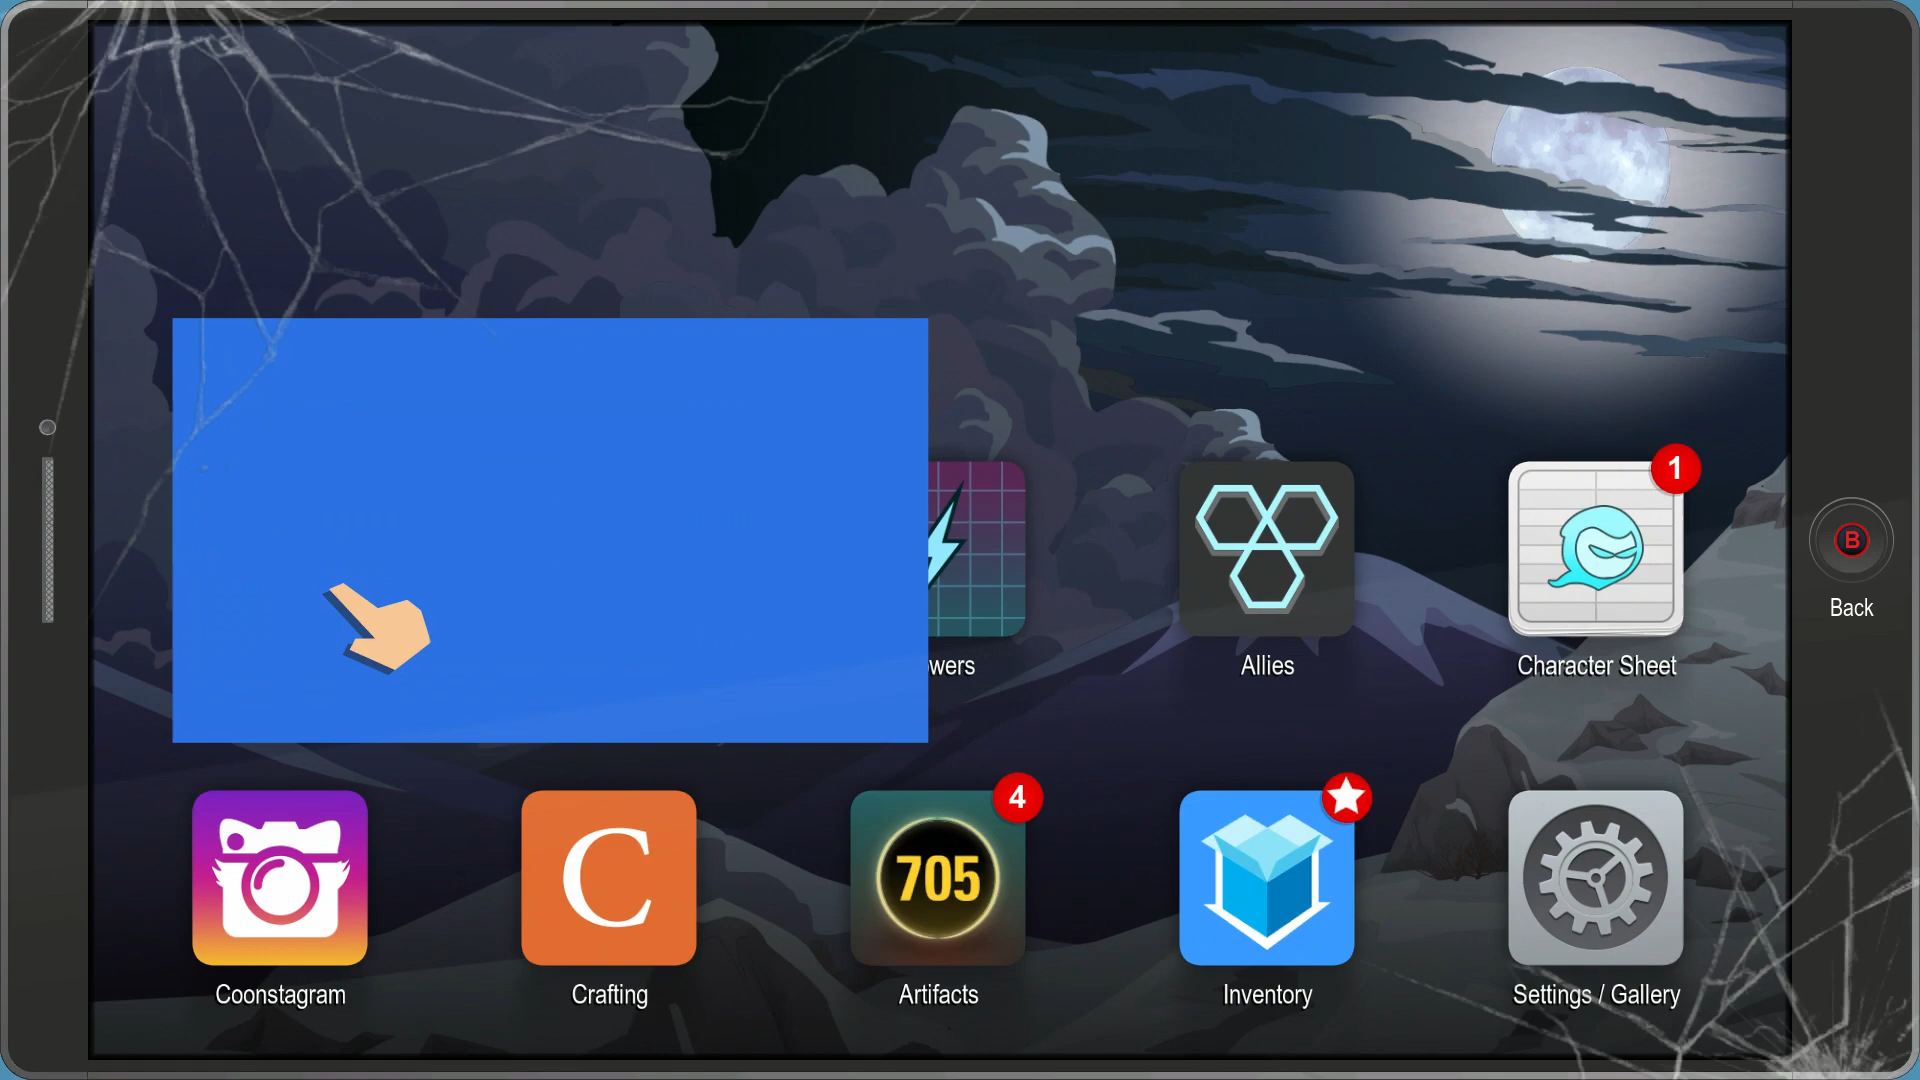 1
B
Back
wers
Allies
Character Sheet
4
C
705
Coonstagram
Crafting
Artifacts
Inventory
Settings / Gallery